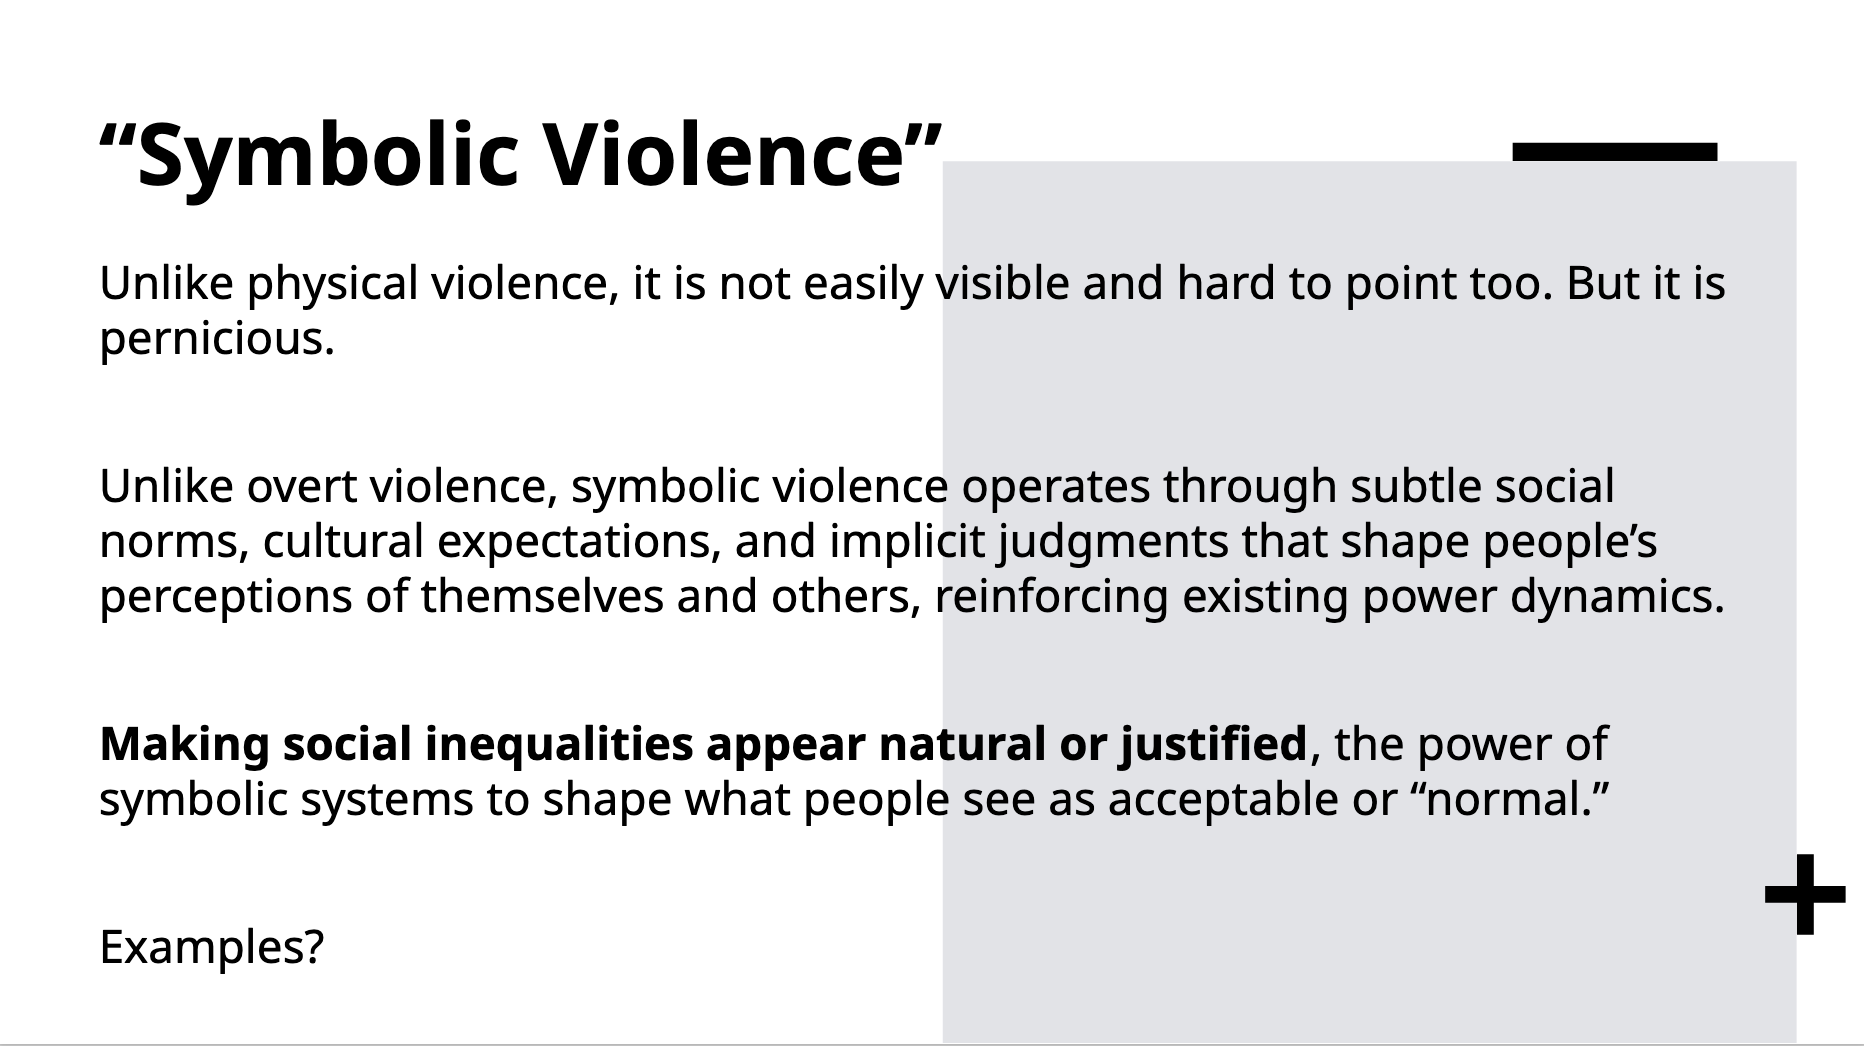 “Symbolic Violence”
Unlike physical violence, it is not easily visible and hard to point too. But it is
pernicious.
Unlike overt violence, symbolic violence operates through subtle social
norms, cultural expectations, and implicit judgments that shape people’s
perceptions of themselves and others, reinforcing existing power dynamics.
Making social inequalities appear natural or justified, the power of
symbolic systems to shape what people see as acceptable or “normal.”
Examples?